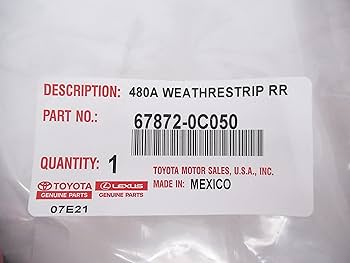 DESCRIPTION: 480A WEATHRESTRIP RR
PART NO.: 67872-0C050
QUANTITY: 1
TOYOTA MOTOR SALES, U.S.A., INC.
MADE IN: MEXICO
TOYOTA LEXUS
GENUINE PARTS GENUINE PARTS
07E21